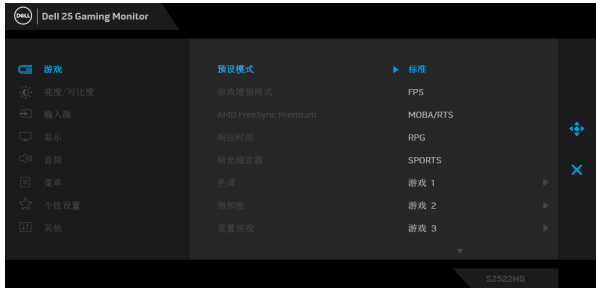 DELL Dell 25 Gaming Monitor
游戏 预设模式 标准
亮度/对比度 游戏增强模式 FPS
输入源 AMD FreeSync Premium MOBA/RTS
显示 响应时间 RPG
音频 暗光稳定器 SPORTS
菜单 色调 游戏 1
个性设置 饱和度 游戏 2
其他 重置游戏 游戏 3
S2522HG